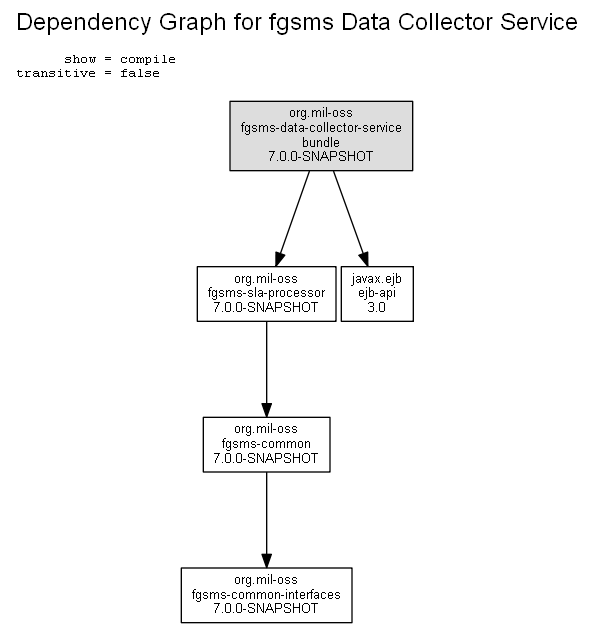 Dependency Graph for fgsms Data Collector Service
show = compile
transitive = false
org.mil-oss
fgsms-data-collector-service
bundle
7.0.0-SNAPSHOT
org.mil-oss
fgsms-sla-processor
7.0.0-SNAPSHOT
javax.ejb
ejb-api
3.0
org.mil-oss
fgsms-common
7.0.0-SNAPSHOT
org.mil-oss
fgsms-common-interfaces
7.0.0-SNAPSHOT